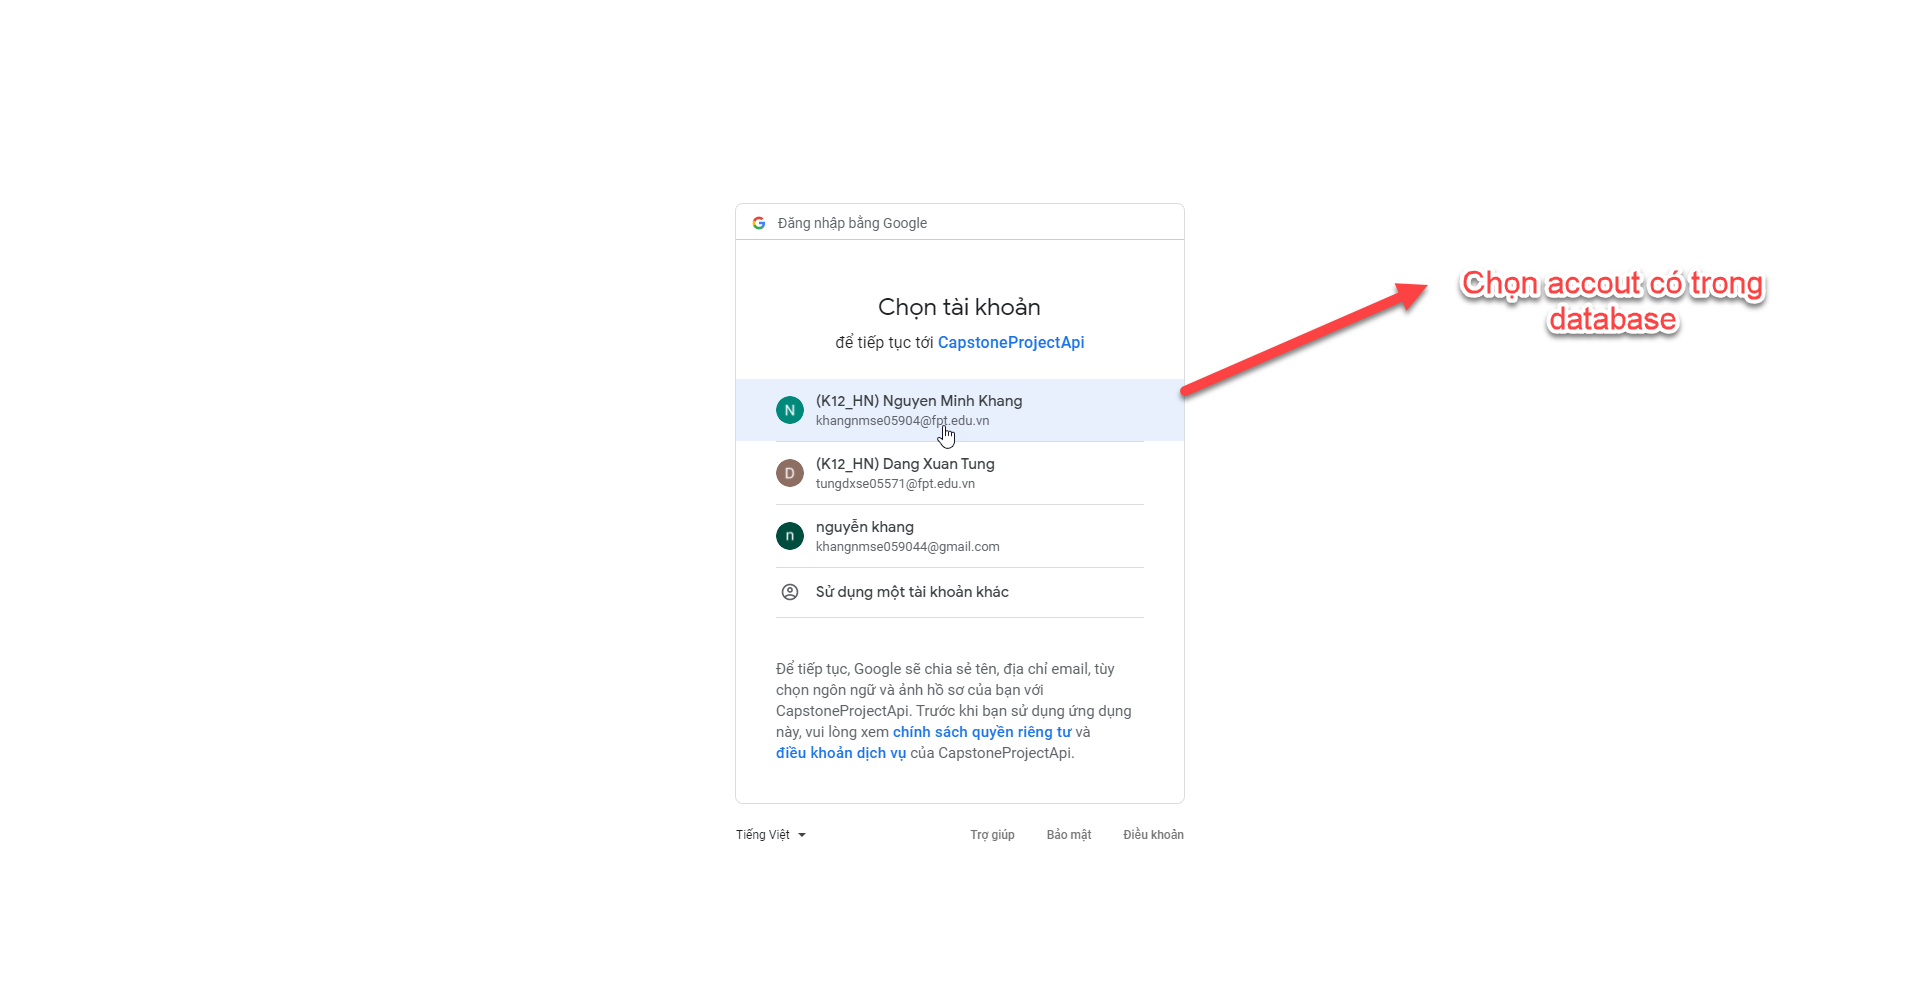 Đăng nhập bằng Google
Chọn tài khoản
để tiếp tục tới CapstoneProjectApi
N
(K12_HN) Nguyen Minh Khang
khangnmse05904@fpt.edu.vn
D
(K12_HN) Dang Xuan Tung
tungdxse05571@fpt.edu.vn
n
nguyễn khang
khangnmse059044@gmail.com
Sử dụng một tài khoản khác
Để tiếp tục, Google sẽ chia sẻ tên, địa chỉ email, tùy
chọn ngôn ngữ và ảnh hồ sơ của bạn với
CapstoneProjectApi. Trước khi bạn sử dụng ứng dụng
này, vui lòng xem chính sách quyền riêng tư và
điều khoản dịch vụ của CapstoneProjectApi.
Tiếng Việt
Trợ giúp
Bảo mật
Điều khoản
Chọn accout có trong
database